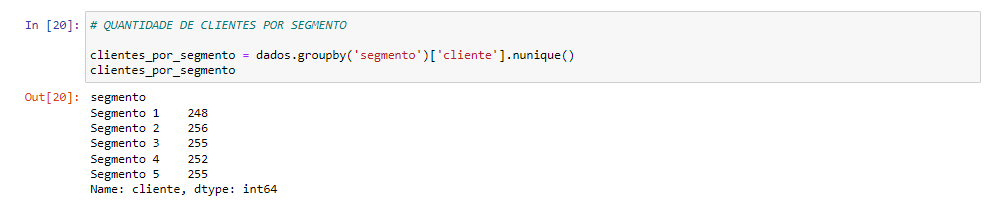 In [20]: # QUANTIDADE DE CLIENTES POR SEGMENTO
clientes_por_segmento = dados.groupby('segmento')['cliente'].nunique()
clientes_por_segmento
Out[20]: segmento
Segmento 1    248
Segmento 2    256
Segmento 3    255
Segmento 4    252
Segmento 5    255
Name: cliente, dtype: int64